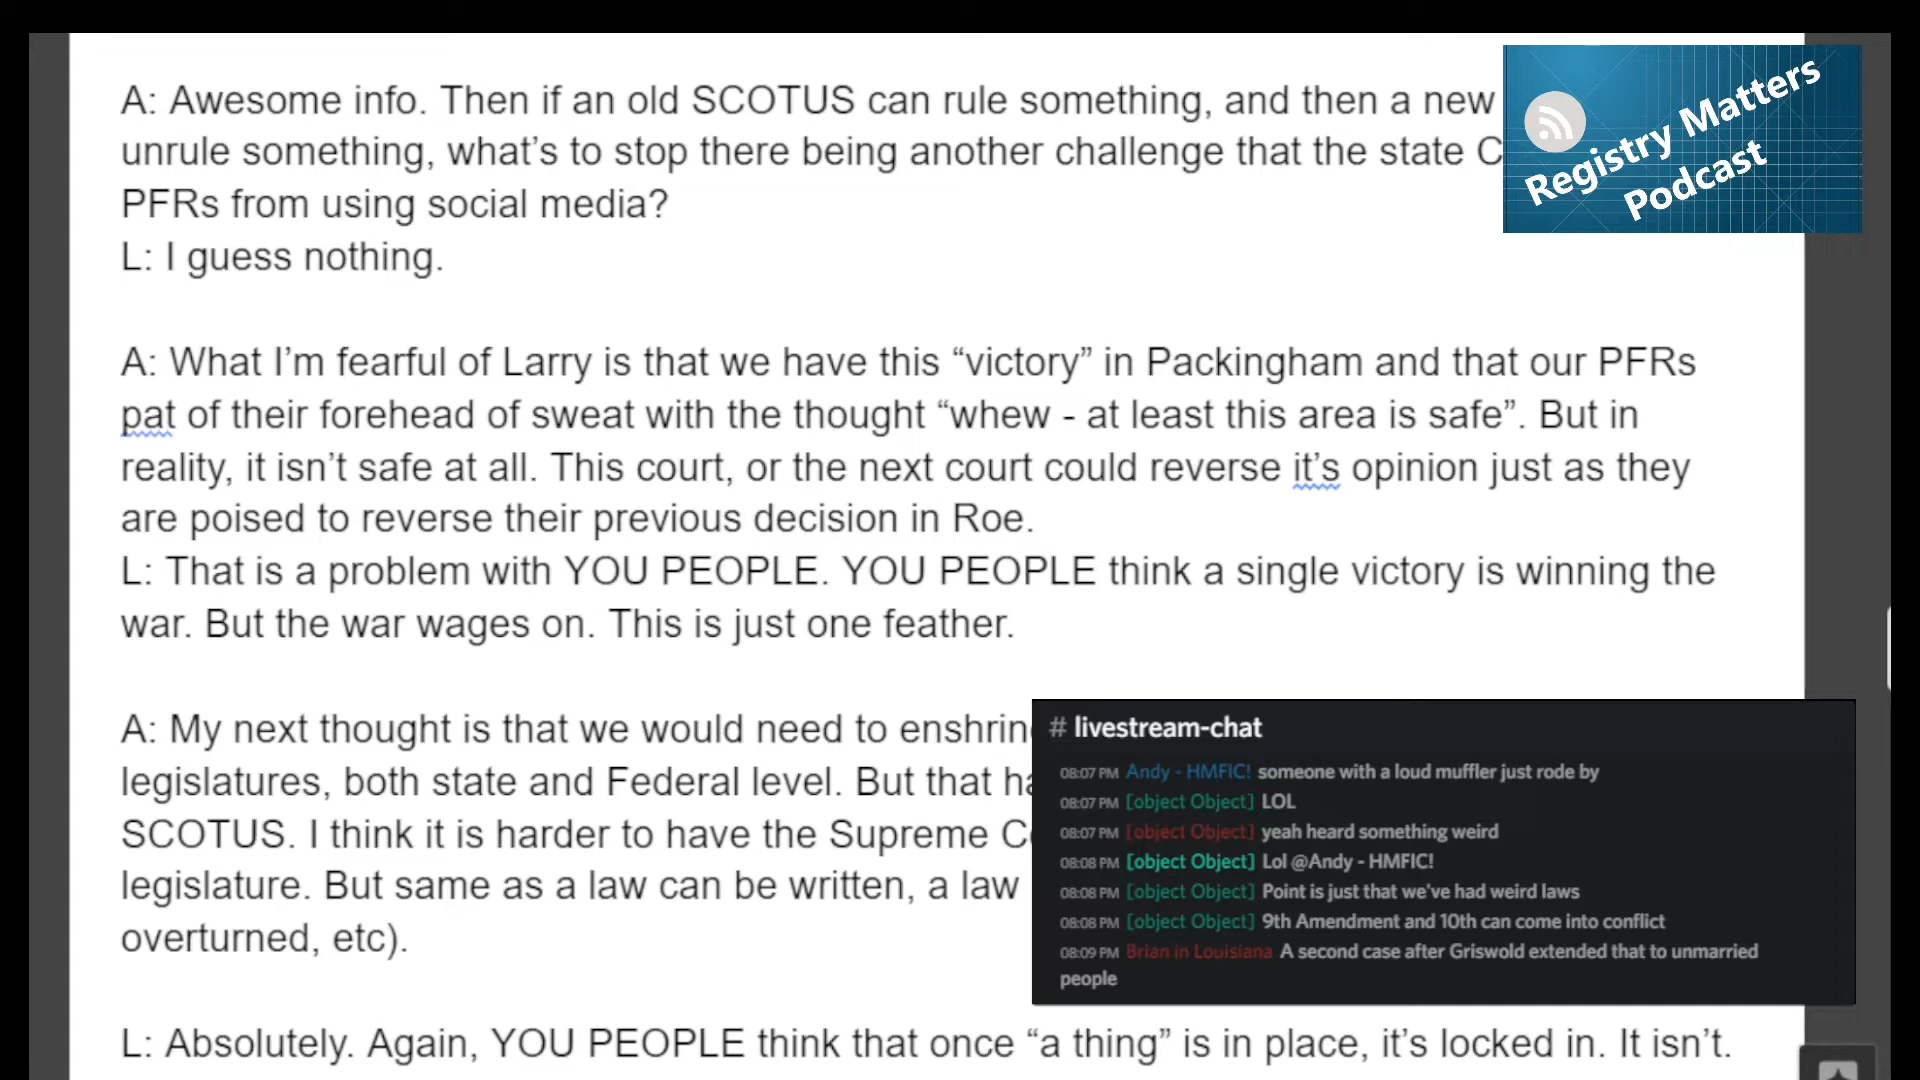 A: Awesome info. Then if an old SCOTUS can rule something, and then a new
unrule something, what’s to stop there being another challenge that the state C
PFRs from using social media?
L: I guess nothing.
Registry Matters
Podcast
A: What I’m fearful of Larry is that we have this “victory” in Packingham and that our PFRs
pat of their forehead of sweat with the thought “whew - at least this area is safe”. But in
reality, it isn’t safe at all. This court, or the next court could reverse it’s opinion just as they
are poised to reverse their previous decision in Roe.
L: That is a problem with YOU PEOPLE. YOU PEOPLE think a single victory is winning the
war. But the war wages on. This is just one feather.
A: My next thought is that we would need to enshrin
legislatures, both state and Federal level. But that ha
SCOTUS. I think it is harder to have the Supreme C
legislature. But same as a law can be written, a law
overturned, etc).
# livestream-chat
08:07 PM Andy - HMFIC! someone with a loud muffler just rode by
08:07 PM [object Object] LOL
08:07 PM [object Object] yeah heard something weird
08:08 PM [object Object] Lol @Andy - HMFIC!
08:08 PM [object Object] Point is just that we've had weird laws
08:08 PM [object Object] 9th Amendment and 10th can come into conflict
08:09 PM Brian in Louisiana A second case after Griswold extended that to unmarried
people
L: Absolutely. Again, YOU PEOPLE think that once “a thing” is in place, it’s locked in. It isn’t.